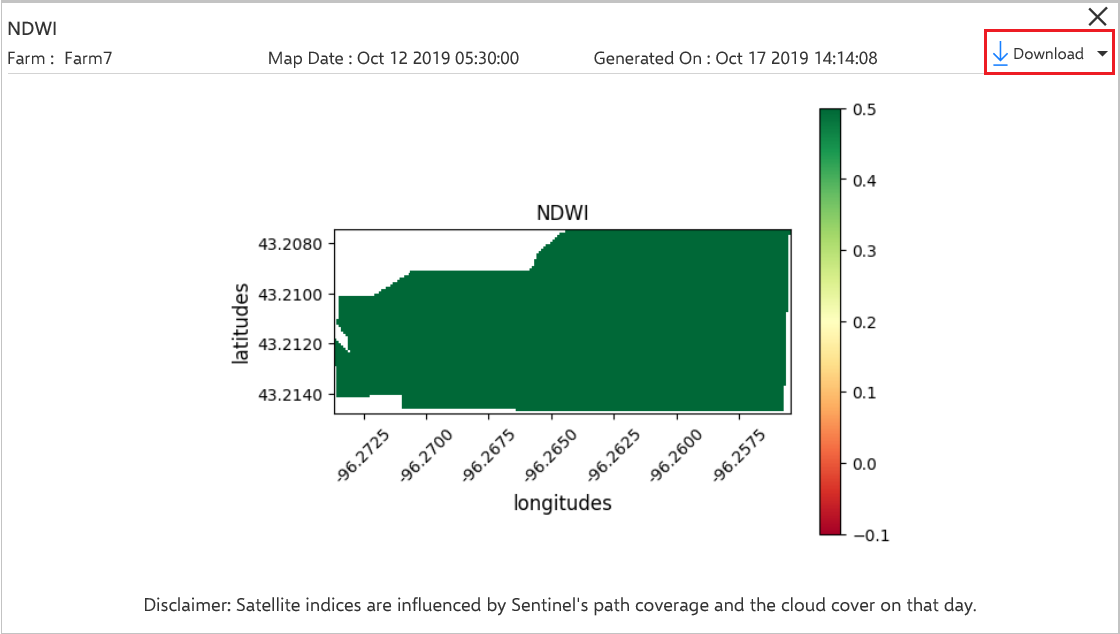 NDWI
Farm : Farm7 Map Date : Oct 12 2019 05:30:00 Generated On : Oct 17 2019 14:14:08 Download
NDWI
latitudes
43.2080
43.2100
43.2120
43.2140
-96.2725 -96.2700 -96.2675 -96.2650 -96.2625 -96.2600 -96.2575
longitudes
0.5
0.4
0.3
0.2
0.1
0.0
−0.1
Disclaimer: Satellite indices are influenced by Sentinel's path coverage and the cloud cover on that day.